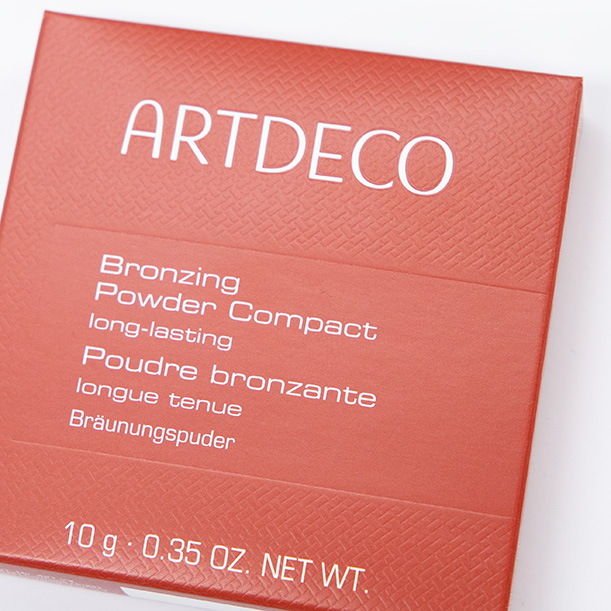 ARTDECO
Bronzing
Powder Compact
long-lasting
Poudre bronzante
longue tenue
Bräunungspuder
10 g · 0.35 OZ. NET WT.